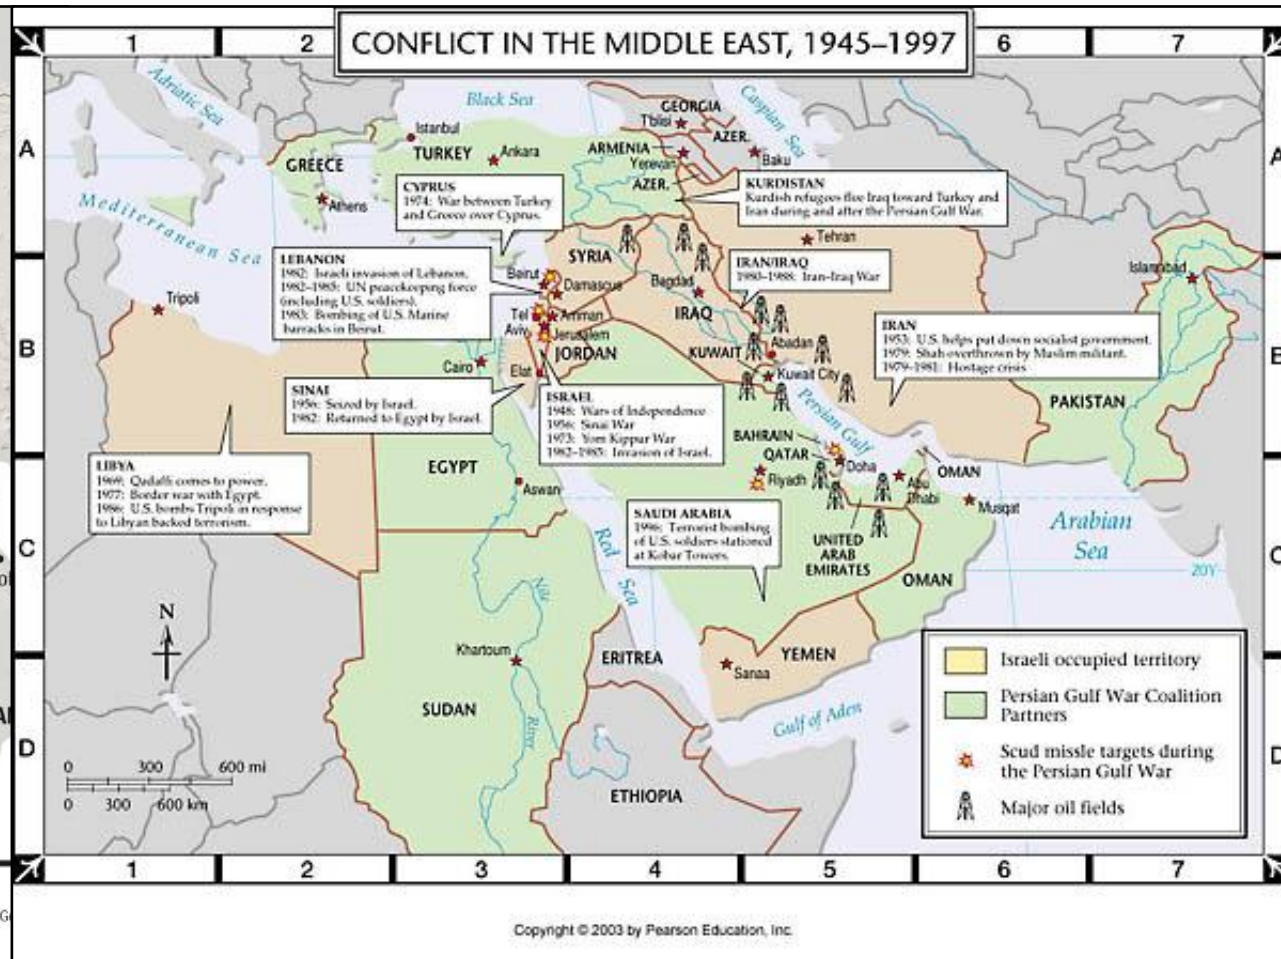 CONFLICT IN THE MIDDLE EAST, 1945–1997
1
2
6
7
A
A
B
B
C
C
D
D
Adriatic Sea
Black Sea
Caspian Sea
Mediterranean Sea
GEORGIA
T'blisi
AZER.
ARMENIA
Yerevan
Baku
AZER.
Istanbul
TURKEY
Ankara
GREECE
Athens
CYPRUS
1974: War between Turkey
and Greece over Cyprus.
KURDISTAN
Kurdish refugees flee Iraq toward Turkey and
Iran during and after the Persian Gulf War.
Tehran
LEBANON
1982: Israeli invasion of Lebanon.
1982–1985: UN peacekeeping force
(including U.S. soldiers).
1983: Bombing of U.S. Marine
barracks in Beirut.
SYRIA
Beirut
Damascus
IRAN/IRAQ
1980–1988: Iran-Iraq War
Bagdad
IRAQ
Islamabad
Tripoli
Tel
Aviv
Amman
Jerusalem
JORDAN
KUWAIT
Abadan
Kuwait City
IRAN
1953: U.S. helps put down socialist government.
1979: Shah overthrown by Muslim militant.
1979–1981: Hostage crisis
Cairo
Elat
SINAI
1956: Seized by Israel.
1982: Returned to Egypt by Israel.
ISRAEL
1948: Wars of Independence
1956: Sinai War
1973: Yom Kippur War
1982–1985: Invasion of Israel.
Persian Gulf
PAKISTAN
BAHRAIN
QATAR
Doha
OMAN
LIBYA
1969: Qadaffi comes to power.
1977: Border war with Egypt.
1986: U.S. bombs Tripoli in response
to Libyan backed terrorism.
EGYPT
Aswan
Riyadh
Abu
Dhabi
Musqat
SAUDI ARABIA
1996: Terrorist bombing
of U.S. soldiers stationed
at Kobar Towers.
UNITED
ARAB
EMIRATES
Arabian
Sea
Red Sea
OMAN
20Y
N
Nile
River
Khartoum
ERITREA
YEMEN
Sanaa
SUDAN
Gulf of Aden
ETHIOPIA
0 300 600 mi
0 300 600 km
Israeli occupied territory
Persian Gulf War Coalition
Partners
Scud missle targets during
the Persian Gulf War
Major oil fields
1
2
3
4
5
6
7
Copyright © 2003 by Pearson Education, Inc.